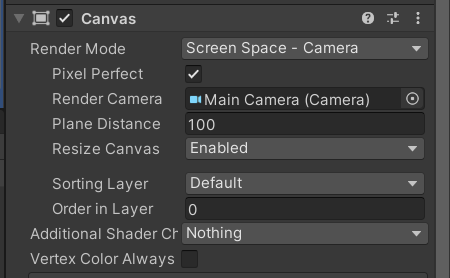 Canvas
Render Mode Screen Space - Camera
Pixel Perfect
Render Camera Main Camera (Camera)
Plane Distance 100
Resize Canvas Enabled
Sorting Layer Default
Order in Layer 0
Additional Shader Ch Nothing
Vertex Color Always